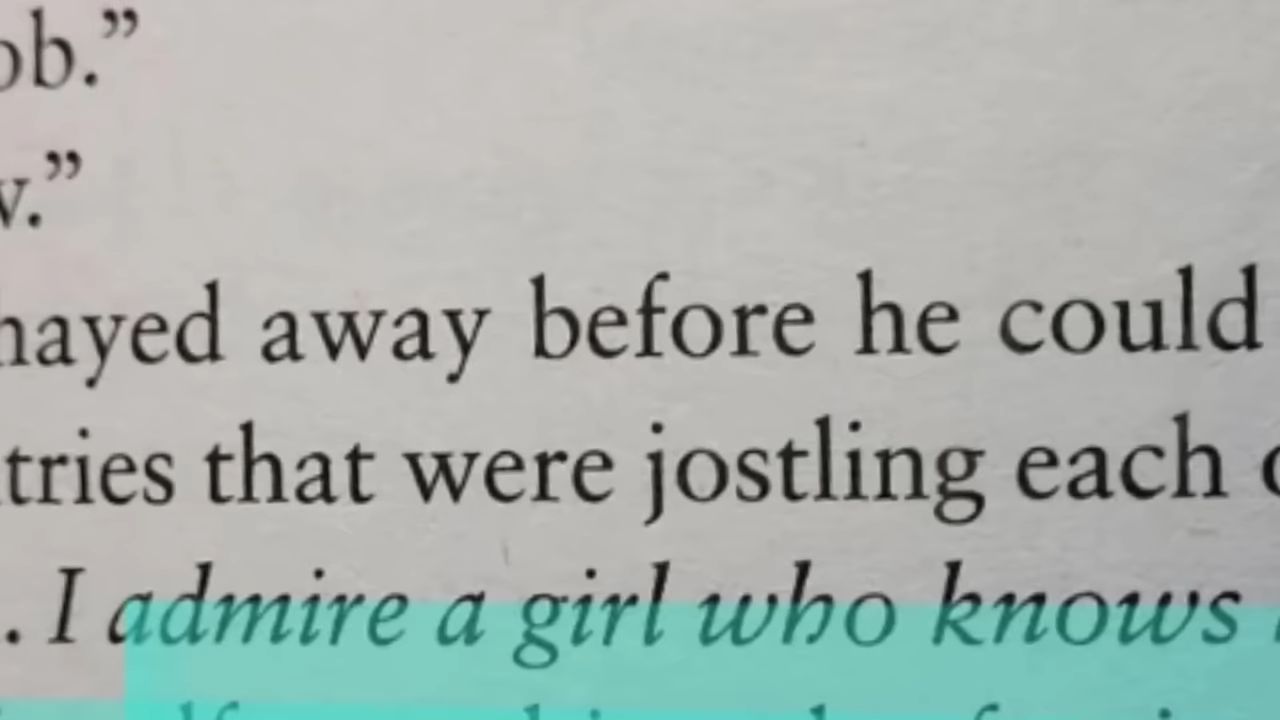 ob.”
v.”
hayed away before he could
tries that were jostling each
. I admire a girl who knows